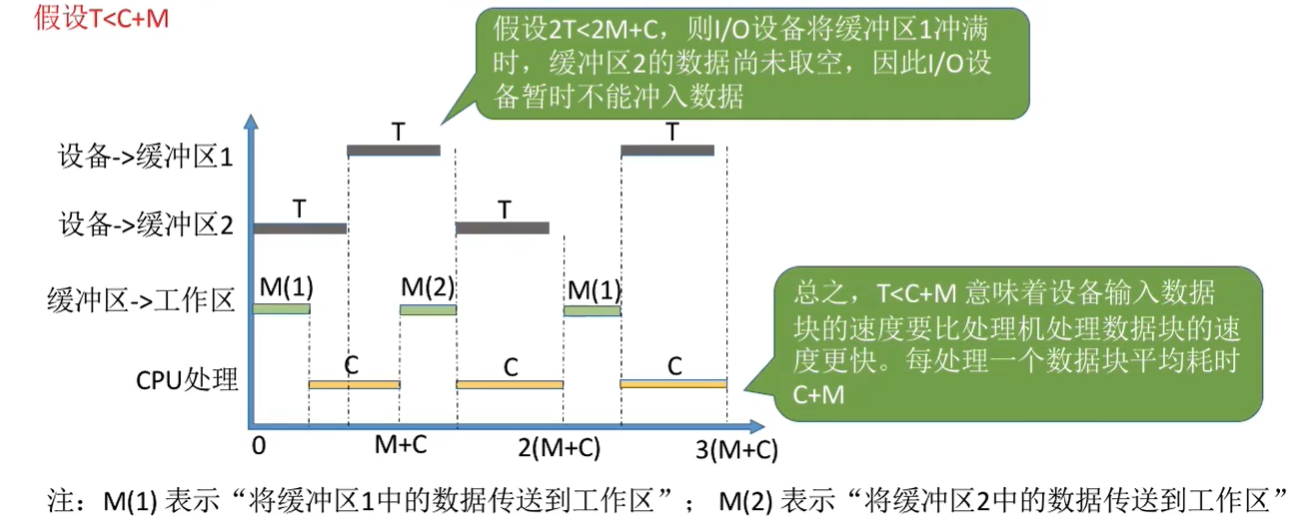 假设T<C+M
假设2T<2M+C，则I/O设备将缓冲区1冲满
时，缓冲区2的数据尚未取空，因此I/O设
备暂时不能冲入数据
T
T
设备->缓冲区1
T
T
设备->缓冲区2
M(1)
M(2)
M(1)
缓冲区->工作区
总之，T<C+M 意味着设备输入数据
块的速度要比处理机处理数据块的速
度更快。每处理一个数据块平均耗时
C+M
C
C
C
CPU处理
0
M+C
2(M+C)
3(M+C)
注：M(1) 表示“将缓冲区1中的数据传送到工作区”； M(2) 表示“将缓冲区2中的数据传送到工作区”